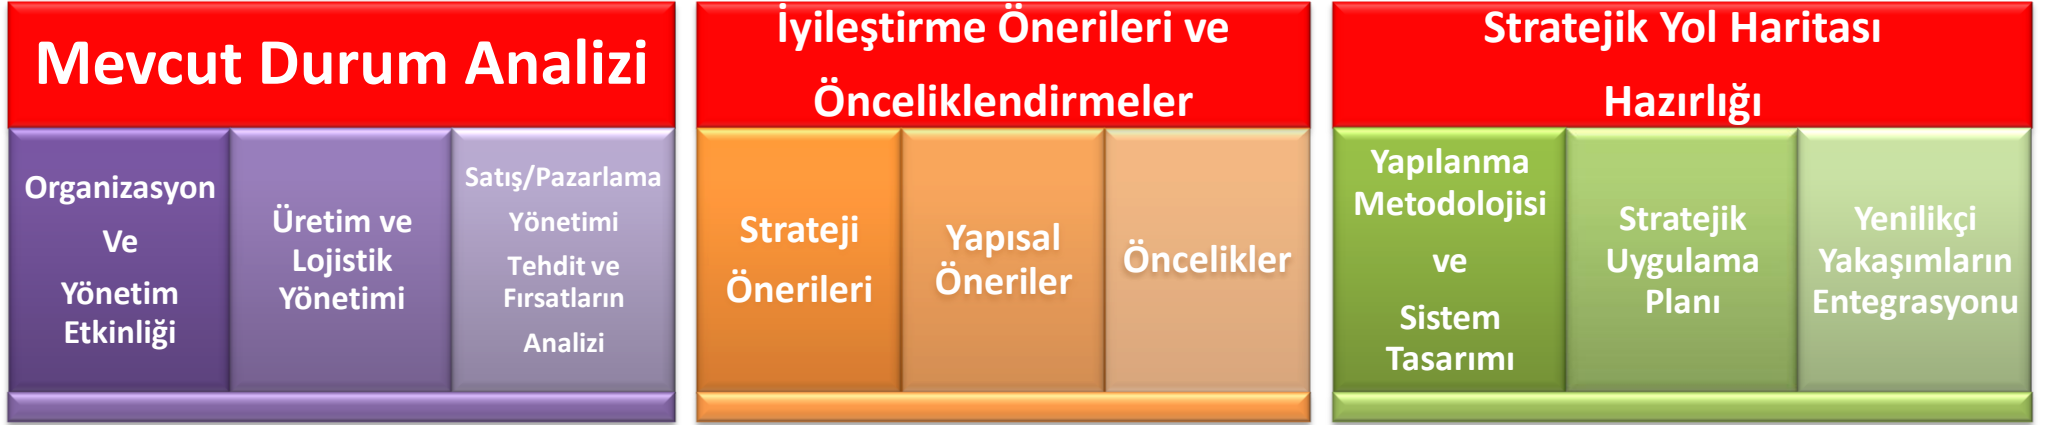 Mevcut Durum Analizi
Organizasyon
Ve
Yönetim
Etkinliği
Üretim ve
Lojistik
Yönetimi
Satış/Pazarlama
Yönetimi
Tehdit ve
Fırsatların
Analizi
İyileştirme Önerileri ve
Önceliklendirmeler
Strateji
Önerileri
Yapısal
Öneriler
Öncelikler
Stratejik Yol Haritası
Hazırlığı
Yapılanma
Metodolojisi
ve
Sistem
Tasarımı
Stratejik
Uygulama
Planı
Yenilikçi
Yakaşımların
Entegrasyonu